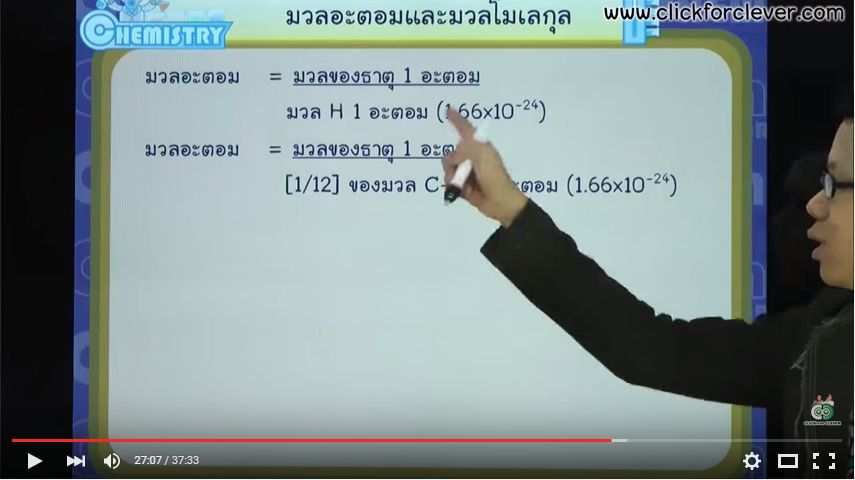 มวลอะตอมและมวลโมเลกุล
www.clickforclever.com
CHEMISTRY
มวลอะตอม = มวลของธาตุ 1 อะตอม
มวล H 1 อะตอม (1.66x10⁻²⁴)
มวลอะตอม = มวลของธาตุ 1 อะต
[1/12] ของมวล C- ะตอม (1.66x10⁻²⁴)
27:07 / 37:33